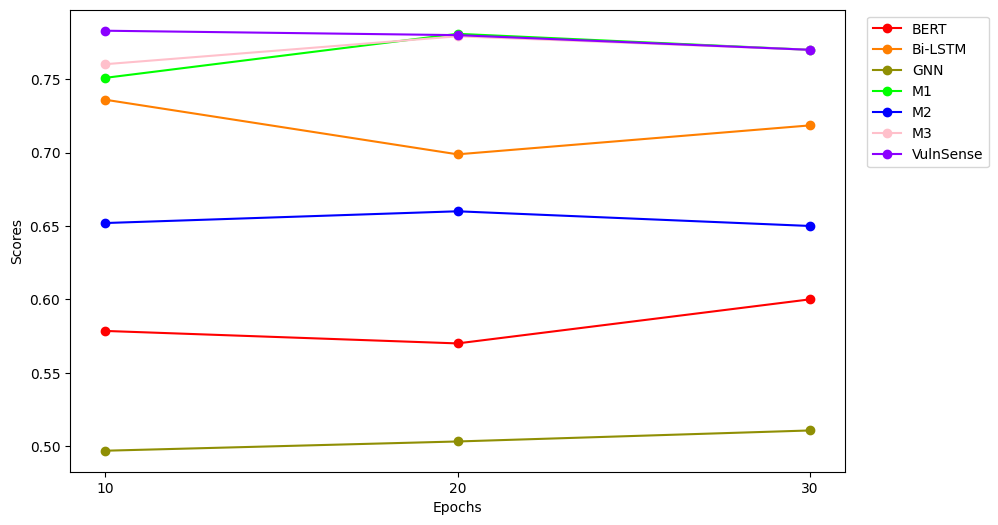 Scores
0.75
0.70
0.65
0.60
0.55
0.50
10
20
30
Epochs
BERT
Bi-LSTM
GNN
M1
M2
M3
VulnSense